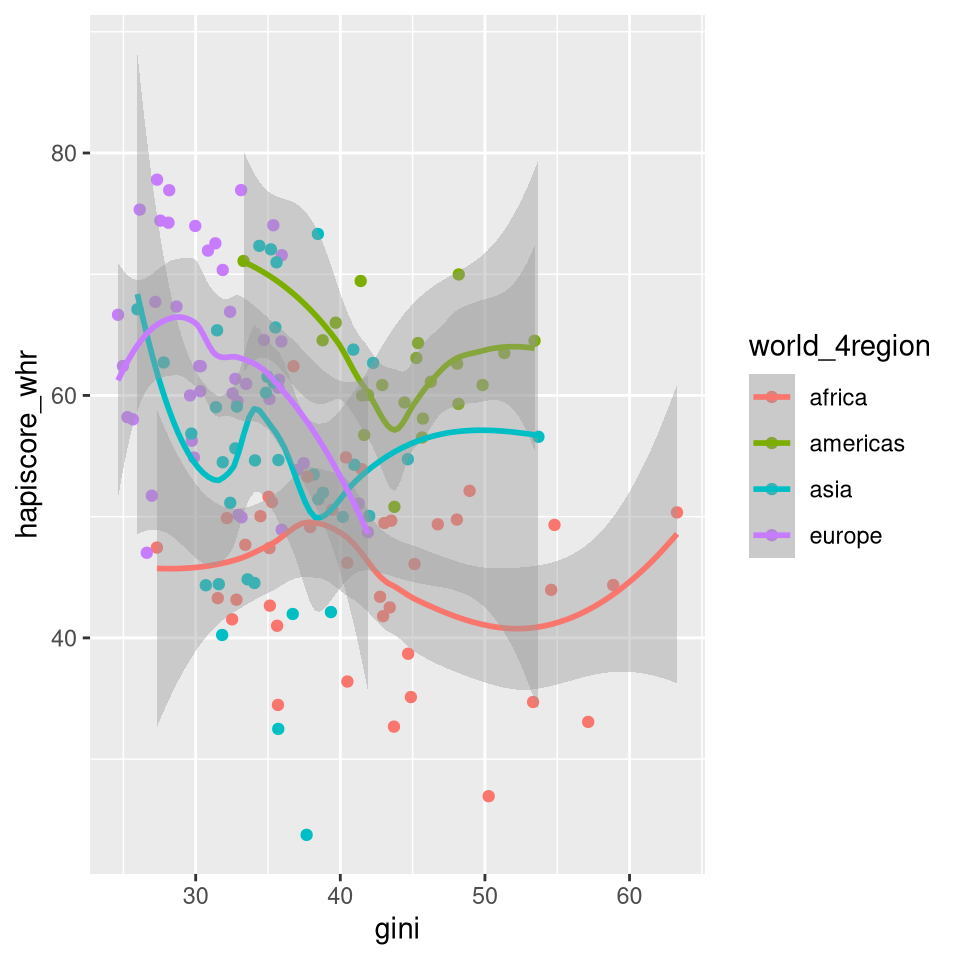 80
60
40
hapiscore_whr
30 40 50 60
gini
world_4region
africa
americas
asia
europe